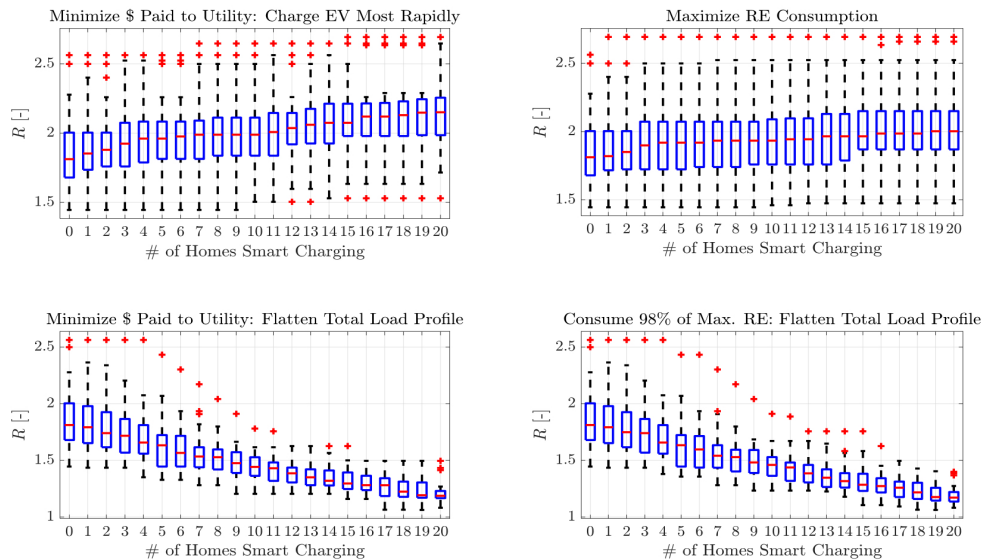 Minimize $ Paid to Utility: Charge EV Most Rapidly
2.5
2
1.5
R [-]
0 1 2 3 4 5 6 7 8 9 10 11 12 13 14 15 16 17 18 19 20
# of Homes Smart Charging
Maximize RE Consumption
2.5
2
1.5
R [-]
0 1 2 3 4 5 6 7 8 9 10 11 12 13 14 15 16 17 18 19 20
# of Homes Smart Charging
Minimize $ Paid to Utility: Flatten Total Load Profile
2.5
2
1.5
1
R [-]
0 1 2 3 4 5 6 7 8 9 10 11 12 13 14 15 16 17 18 19 20
# of Homes Smart Charging
Consume 98% of Max. RE: Flatten Total Load Profile
2.5
2
1.5
1
R [-]
0 1 2 3 4 5 6 7 8 9 10 11 12 13 14 15 16 17 18 19 20
# of Homes Smart Charging